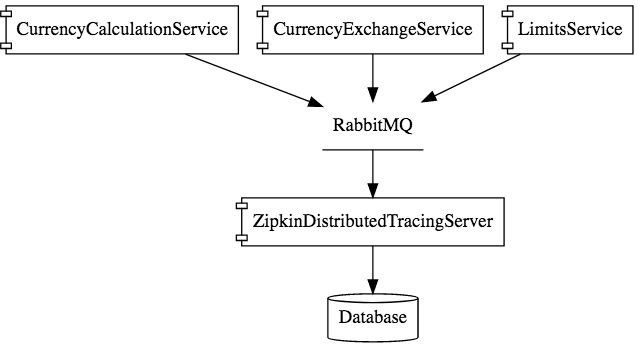 CurrencyCalculationService
CurrencyExchangeService
LimitsService
RabbitMQ
ZipkinDistributedTracingServer
Database